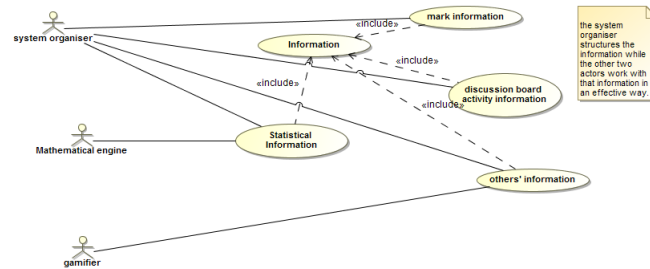 «include»
mark information
system organiser
Information
the system
organiser
structures the
information while
the other two
actors work with
that information in
an effective way.
«include»
«include»
discussion board
activity information
«include»
Statistical
Information
Mathematical engine
others' information
gamifier